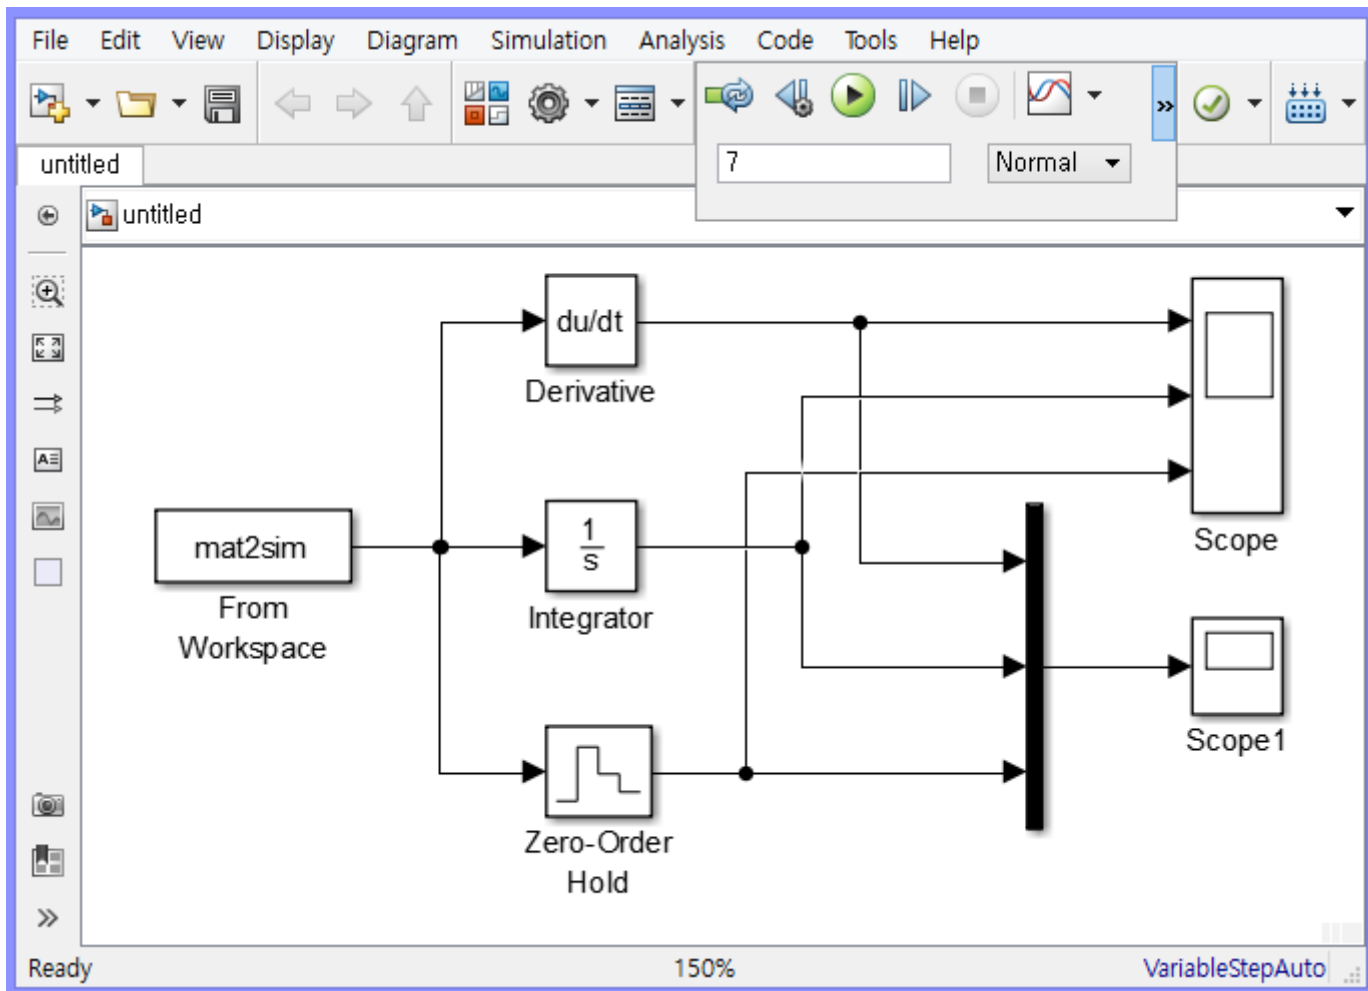 File Edit View Display Diagram Simulation Analysis Code Tools Help
»
7 Normal
untitled
untitled
du/dt
Derivative
mat2sim
From
Workspace
1
s
Integrator
Zero-Order
Hold
Scope
Scope1
Ready 150% VariableStepAuto